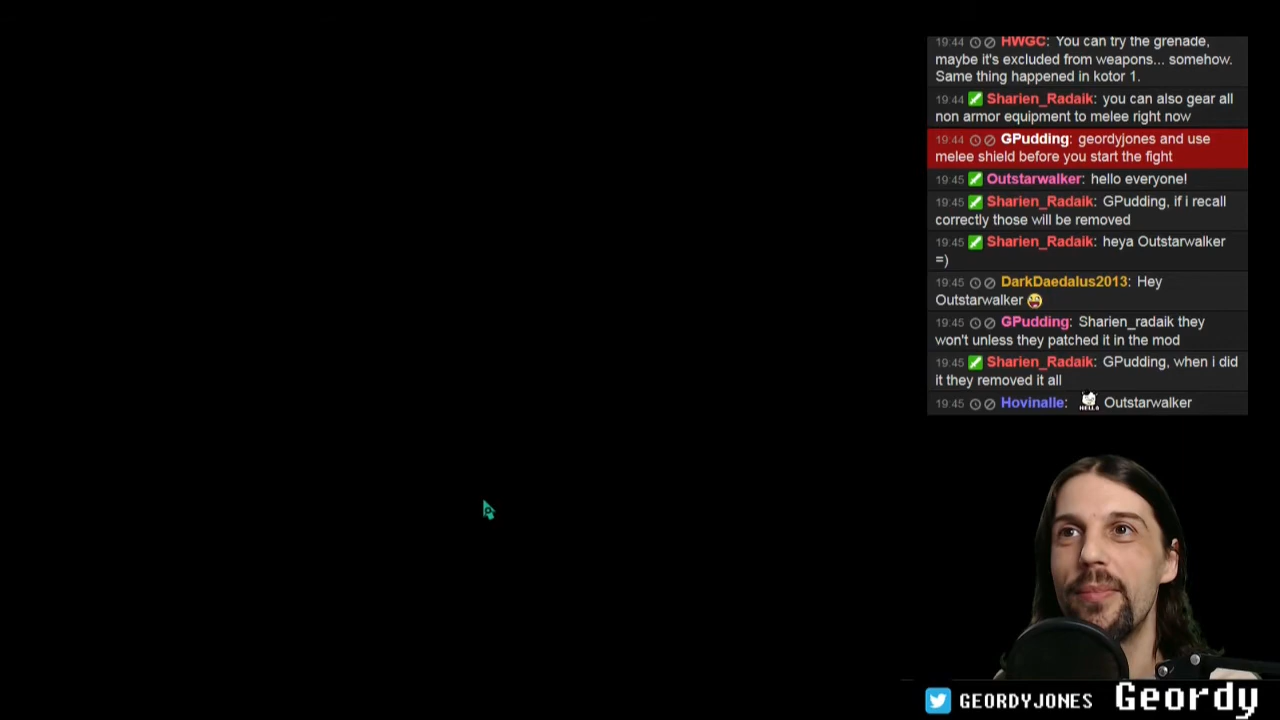 19:44 HWGC: You can try the grenade,
maybe it's excluded from weapons... somehow.
Same thing happened in kotor 1.
19:44 Sharien_Radaik: you can also gear all
non armor equipment to melee right now
19:44 GPudding: geordyjones and use
melee shield before you start the fight
19:45 Outstarwalker: hello everyone!
19:45 Sharien_Radaik: GPudding, if i recall
correctly those will be removed
19:45 Sharien_Radaik: heya Outstarwalker
=)
19:45 DarkDaedalus2013: Hey
Outstarwalker
19:45 GPudding: Sharien_radaik they
won't unless they patched it in the mod
19:45 Sharien_Radaik: GPudding, when i did
it they removed it all
19:45 Hovinalle: HELLO Outstarwalker
GEORDYJONES Geordy